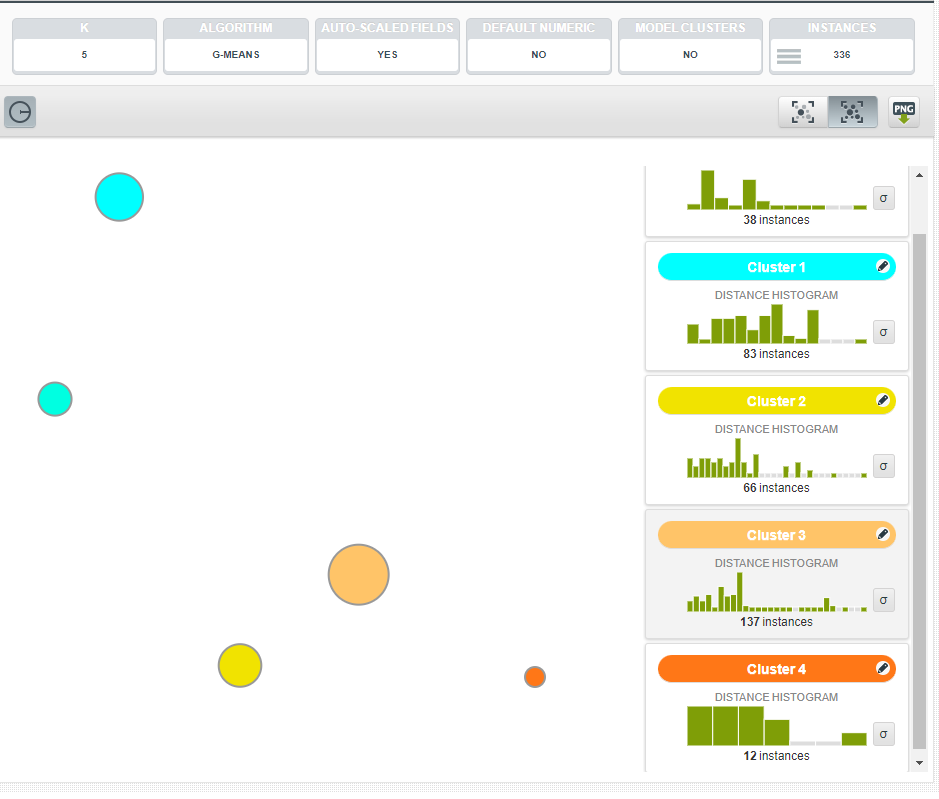 K ALGORITHM AUTO-SCALED FIELDS DEFAULT NUMERIC MODEL CLUSTERS INSTANCES
5 G-MEANS YES NO NO 336
PNG
σ
38 instances
Cluster 1
DISTANCE HISTOGRAM
σ
83 instances
Cluster 2
DISTANCE HISTOGRAM
σ
66 instances
Cluster 3
DISTANCE HISTOGRAM
σ
137 instances
Cluster 4
DISTANCE HISTOGRAM
σ
12 instances